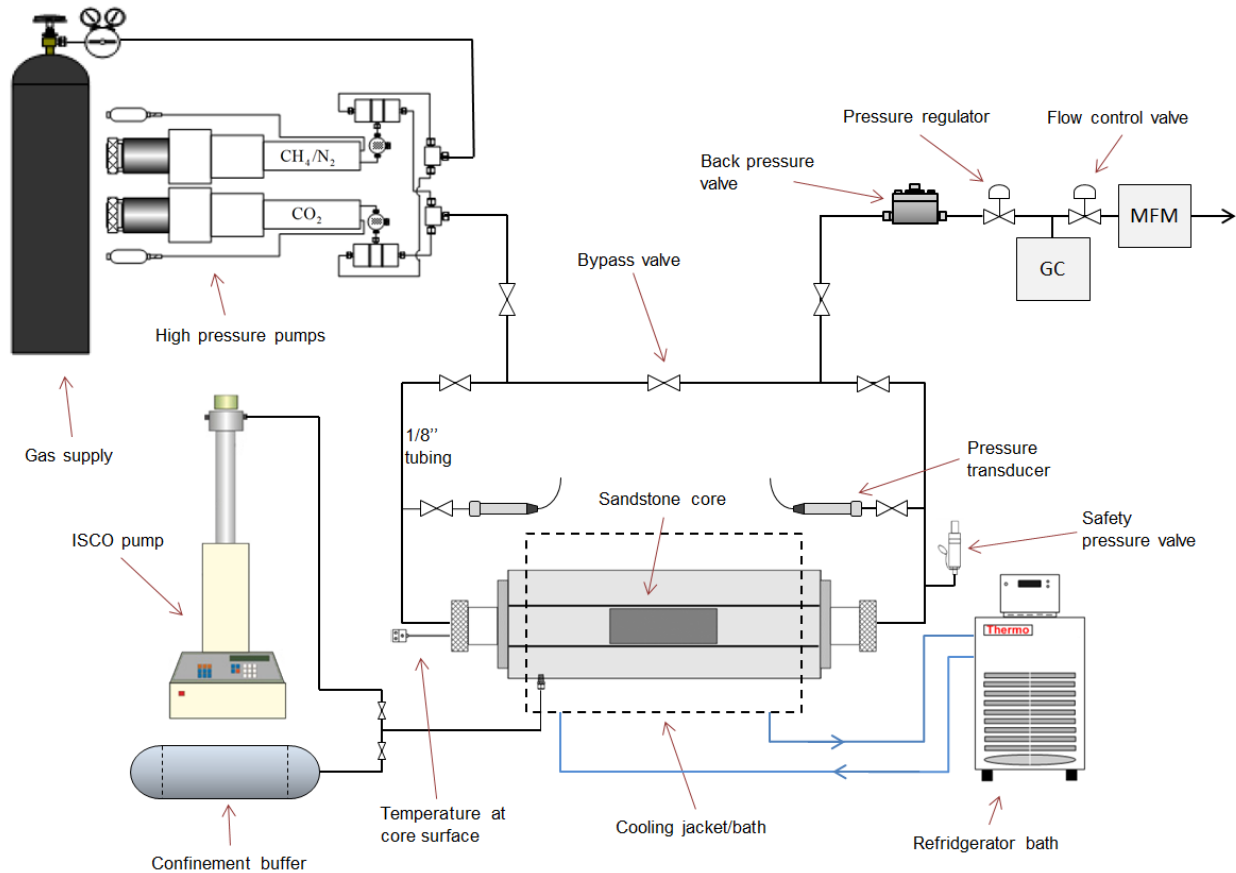 Pressure regulator
Flow control valve
Back pressure
valve
CH₄/N₂
MFM
CO₂
GC
Bypass valve
High pressure pumps
1/8’’
tubing
Gas supply
Pressure
transducer
Sandstone core
Safety
pressure valve
ISCO pump
Thermo
Temperature at
core surface
Cooling jacket/bath
Refridgerator bath
Confinement buffer